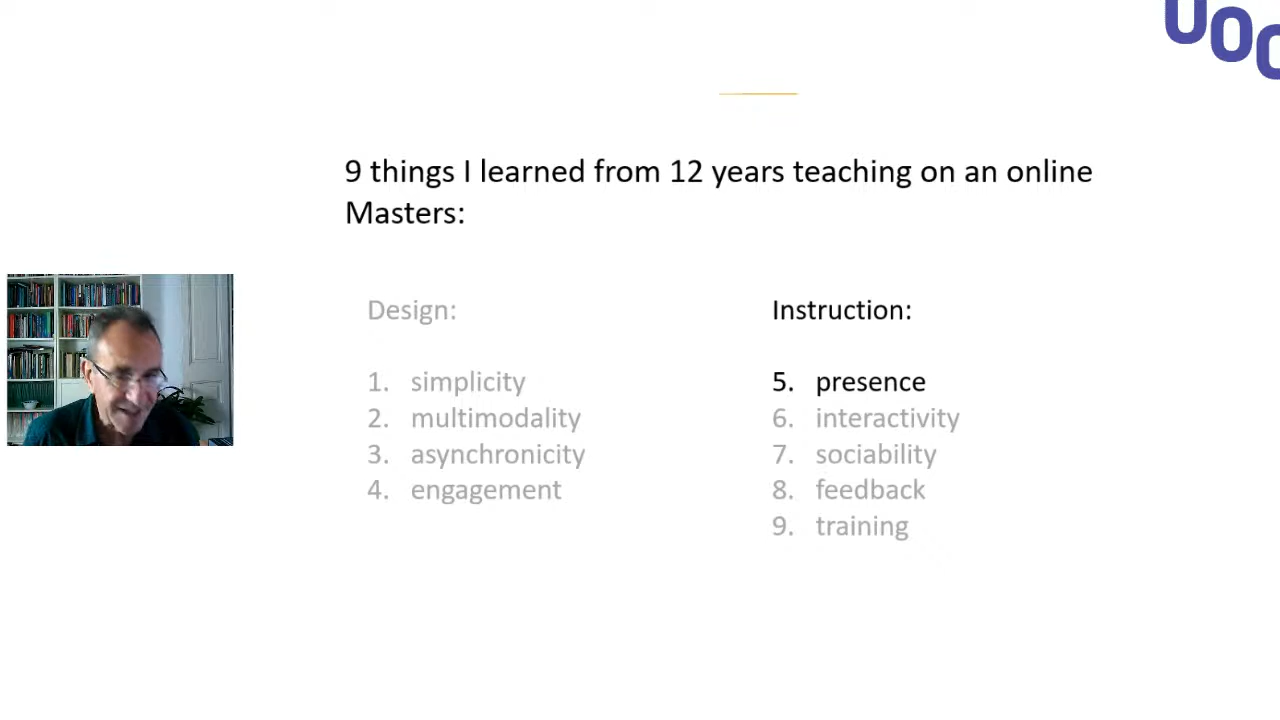 UOC
9 things I learned from 12 years teaching on an online
Masters:
Design:
1. simplicity
2. multimodality
3. asynchronicity
4. engagement
Instruction:
5. presence
6. interactivity
7. sociability
8. feedback
9. training